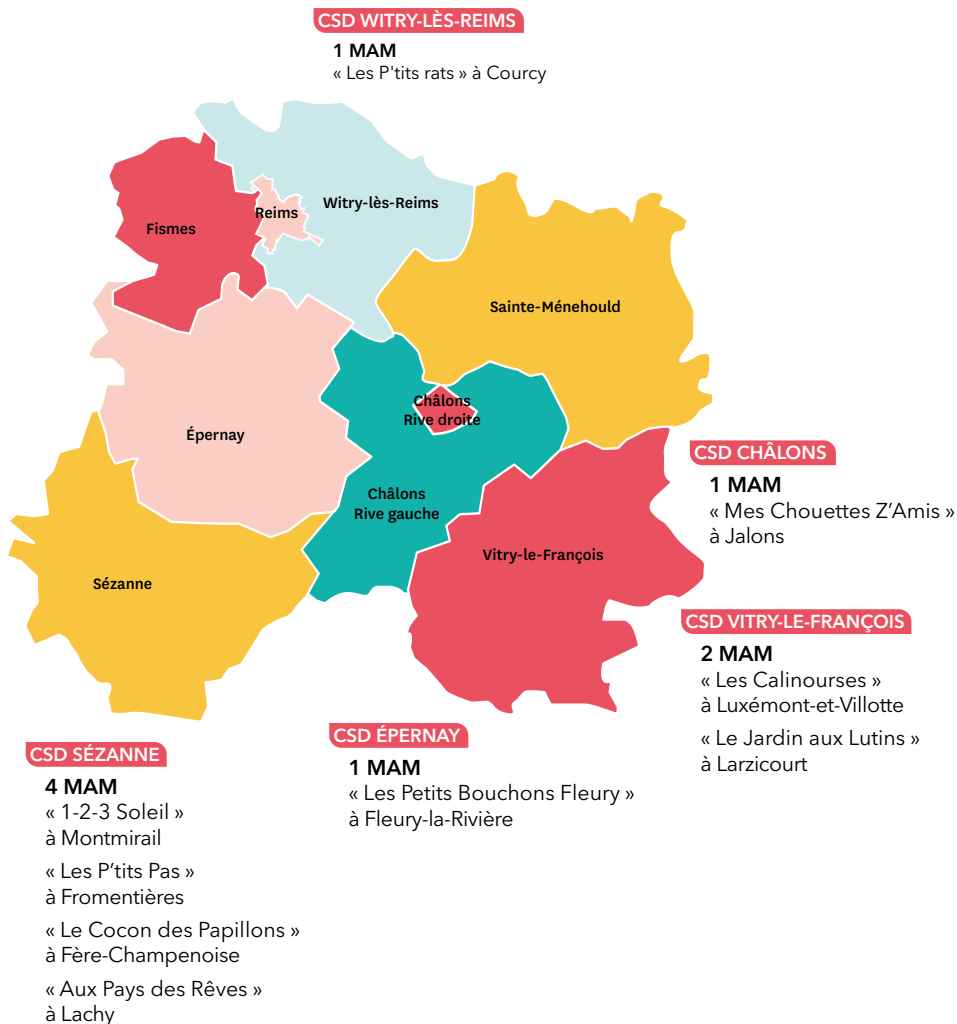 CSD WITRY-LÈS-REIMS
1 MAM
« Les P'tits rats » à Courcy
Witry-lès-Reims
Reims
Fismes
Sainte-Ménehould
Châlons
Rive droite
Épernay
Châlons
Rive gauche
Vitry-le-François
Sézanne
CSD CHÂLONS
1 MAM
« Mes Chouettes Z’Amis »
à Jalons
CSD VITRY-LE-FRANÇOIS
2 MAM
« Les Calinourses »
à Luxémont-et-Villotte
« Le Jardin aux Lutins »
à Larzicourt
CSD ÉPERNAY
1 MAM
« Les Petits Bouchons Fleury »
à Fleury-la-Rivière
CSD SÉZANNE
4 MAM
« 1-2-3 Soleil »
à Montmirail
« Les P’tits Pas »
à Fromentières
« Le Cocon des Papillons »
à Fère-Champenoise
« Aux Pays des Rêves »
à Lachy